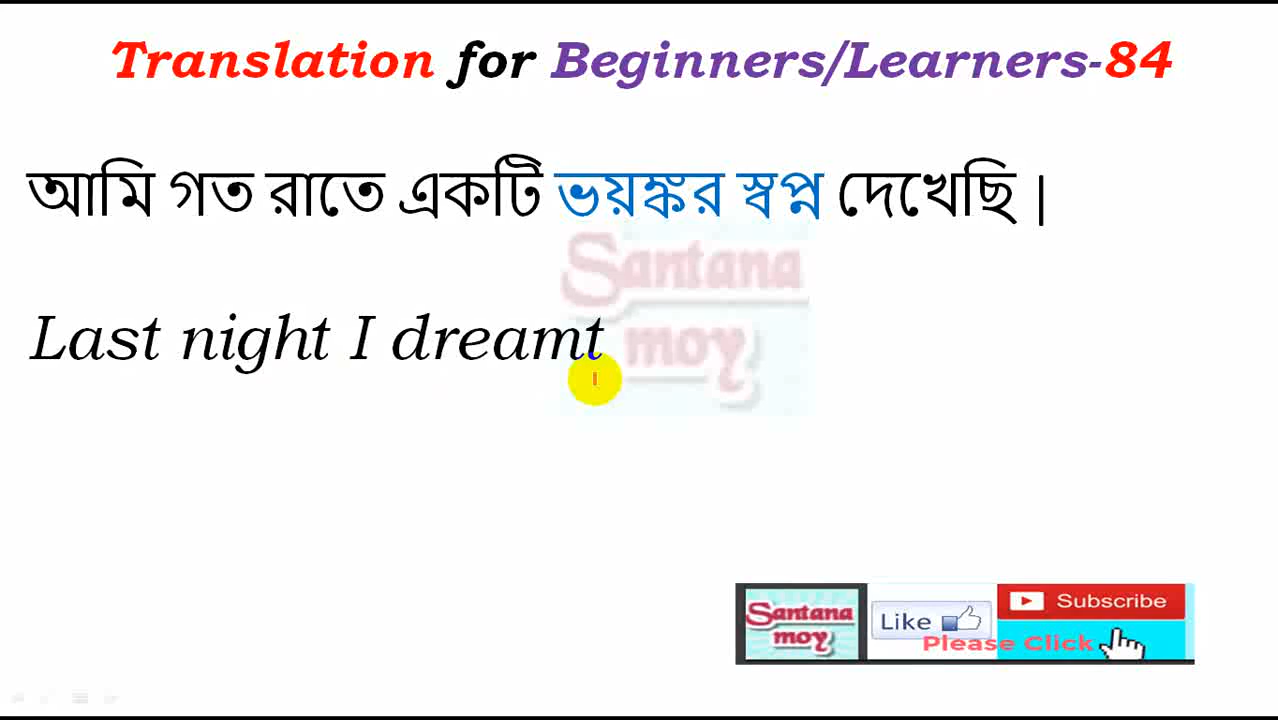 Translation for Beginners/Learners-84
আমি গত রাতে একটি ভয়ঙ্কর স্বপ্ন দেখেছি।
Santana
moy
Last night I dreamt
Santana
moy
Like
Subscribe
Please Click